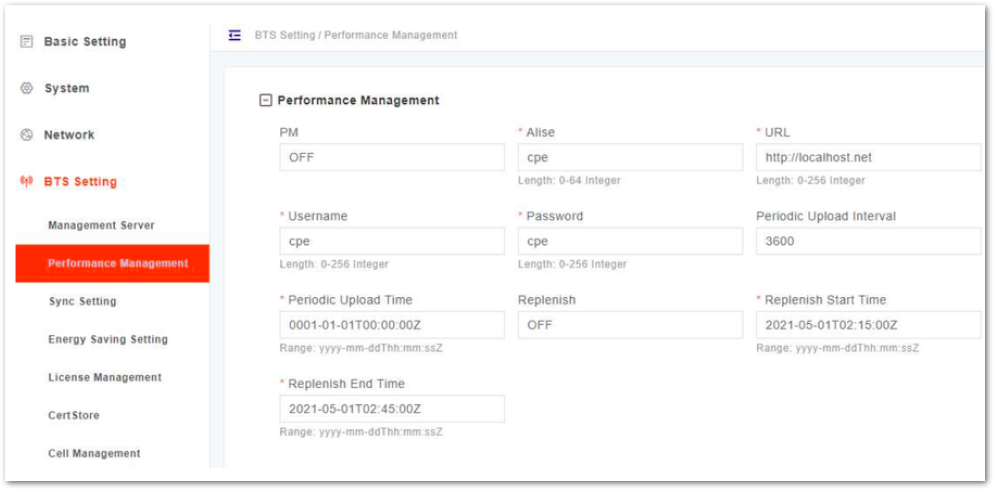 Basic Setting
System
Network
BTS Setting
Management Server
Performance Management
Sync Setting
Energy Saving Setting
License Management
CertStore
Cell Management
BTS Setting / Performance Management
Performance Management
PM
OFF
* Alise
cpe
Length: 0-64 Integer
* URL
http://localhost.net
Length: 0-256 Integer
* Username
cpe
Length: 0-256 Integer
* Password
cpe
Length: 0-256 Integer
Periodic Upload Interval
3600
* Periodic Upload Time
0001-01-01T00:00:00Z
Range: yyyy-mm-ddThh:mm:ssZ
Replenish
OFF
* Replenish Start Time
2021-05-01T02:15:00Z
Range: yyyy-mm-ddThh:mm:ssZ
* Replenish End Time
2021-05-01T02:45:00Z
Range: yyyy-mm-ddThh:mm:ssZ